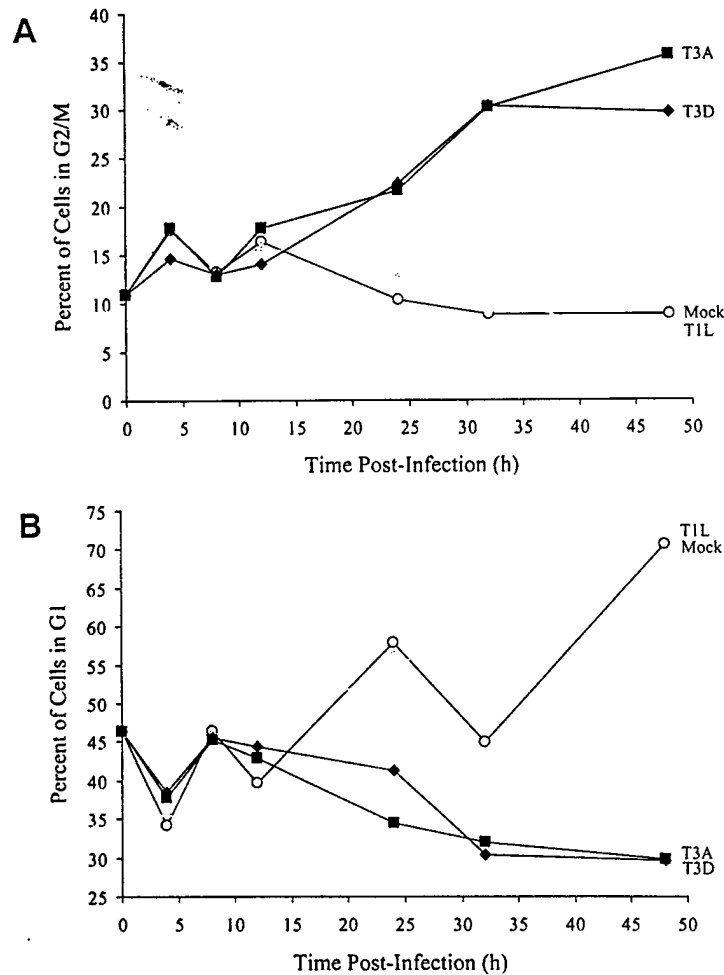 A
Percent of Cells in G2/M
40
35
30
25
20
15
10
5
0
0 5 10 15 20 25 30 35 40 45 50
Time Post-Infection (h)
T3A
T3D
Mock
T1L
B
Percent of Cells in G1
75
70
65
60
55
50
45
40
35
30
25
0 5 10 15 20 25 30 35 40 45 50
Time Post-Infection (h)
T1L
Mock
T3A
T3D